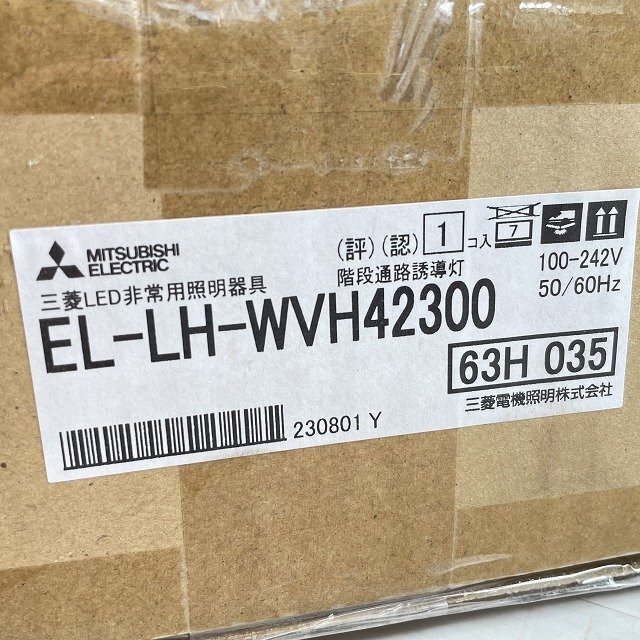 MITSUBISHI
ELECTRIC
(評)(認) 1 コ入 7
三菱LED非常用照明器具
階段通路誘導灯
100-242V
50/60Hz
EL-LH-WVH42300
63H 035
三菱電機照明株式会社
230801 Y